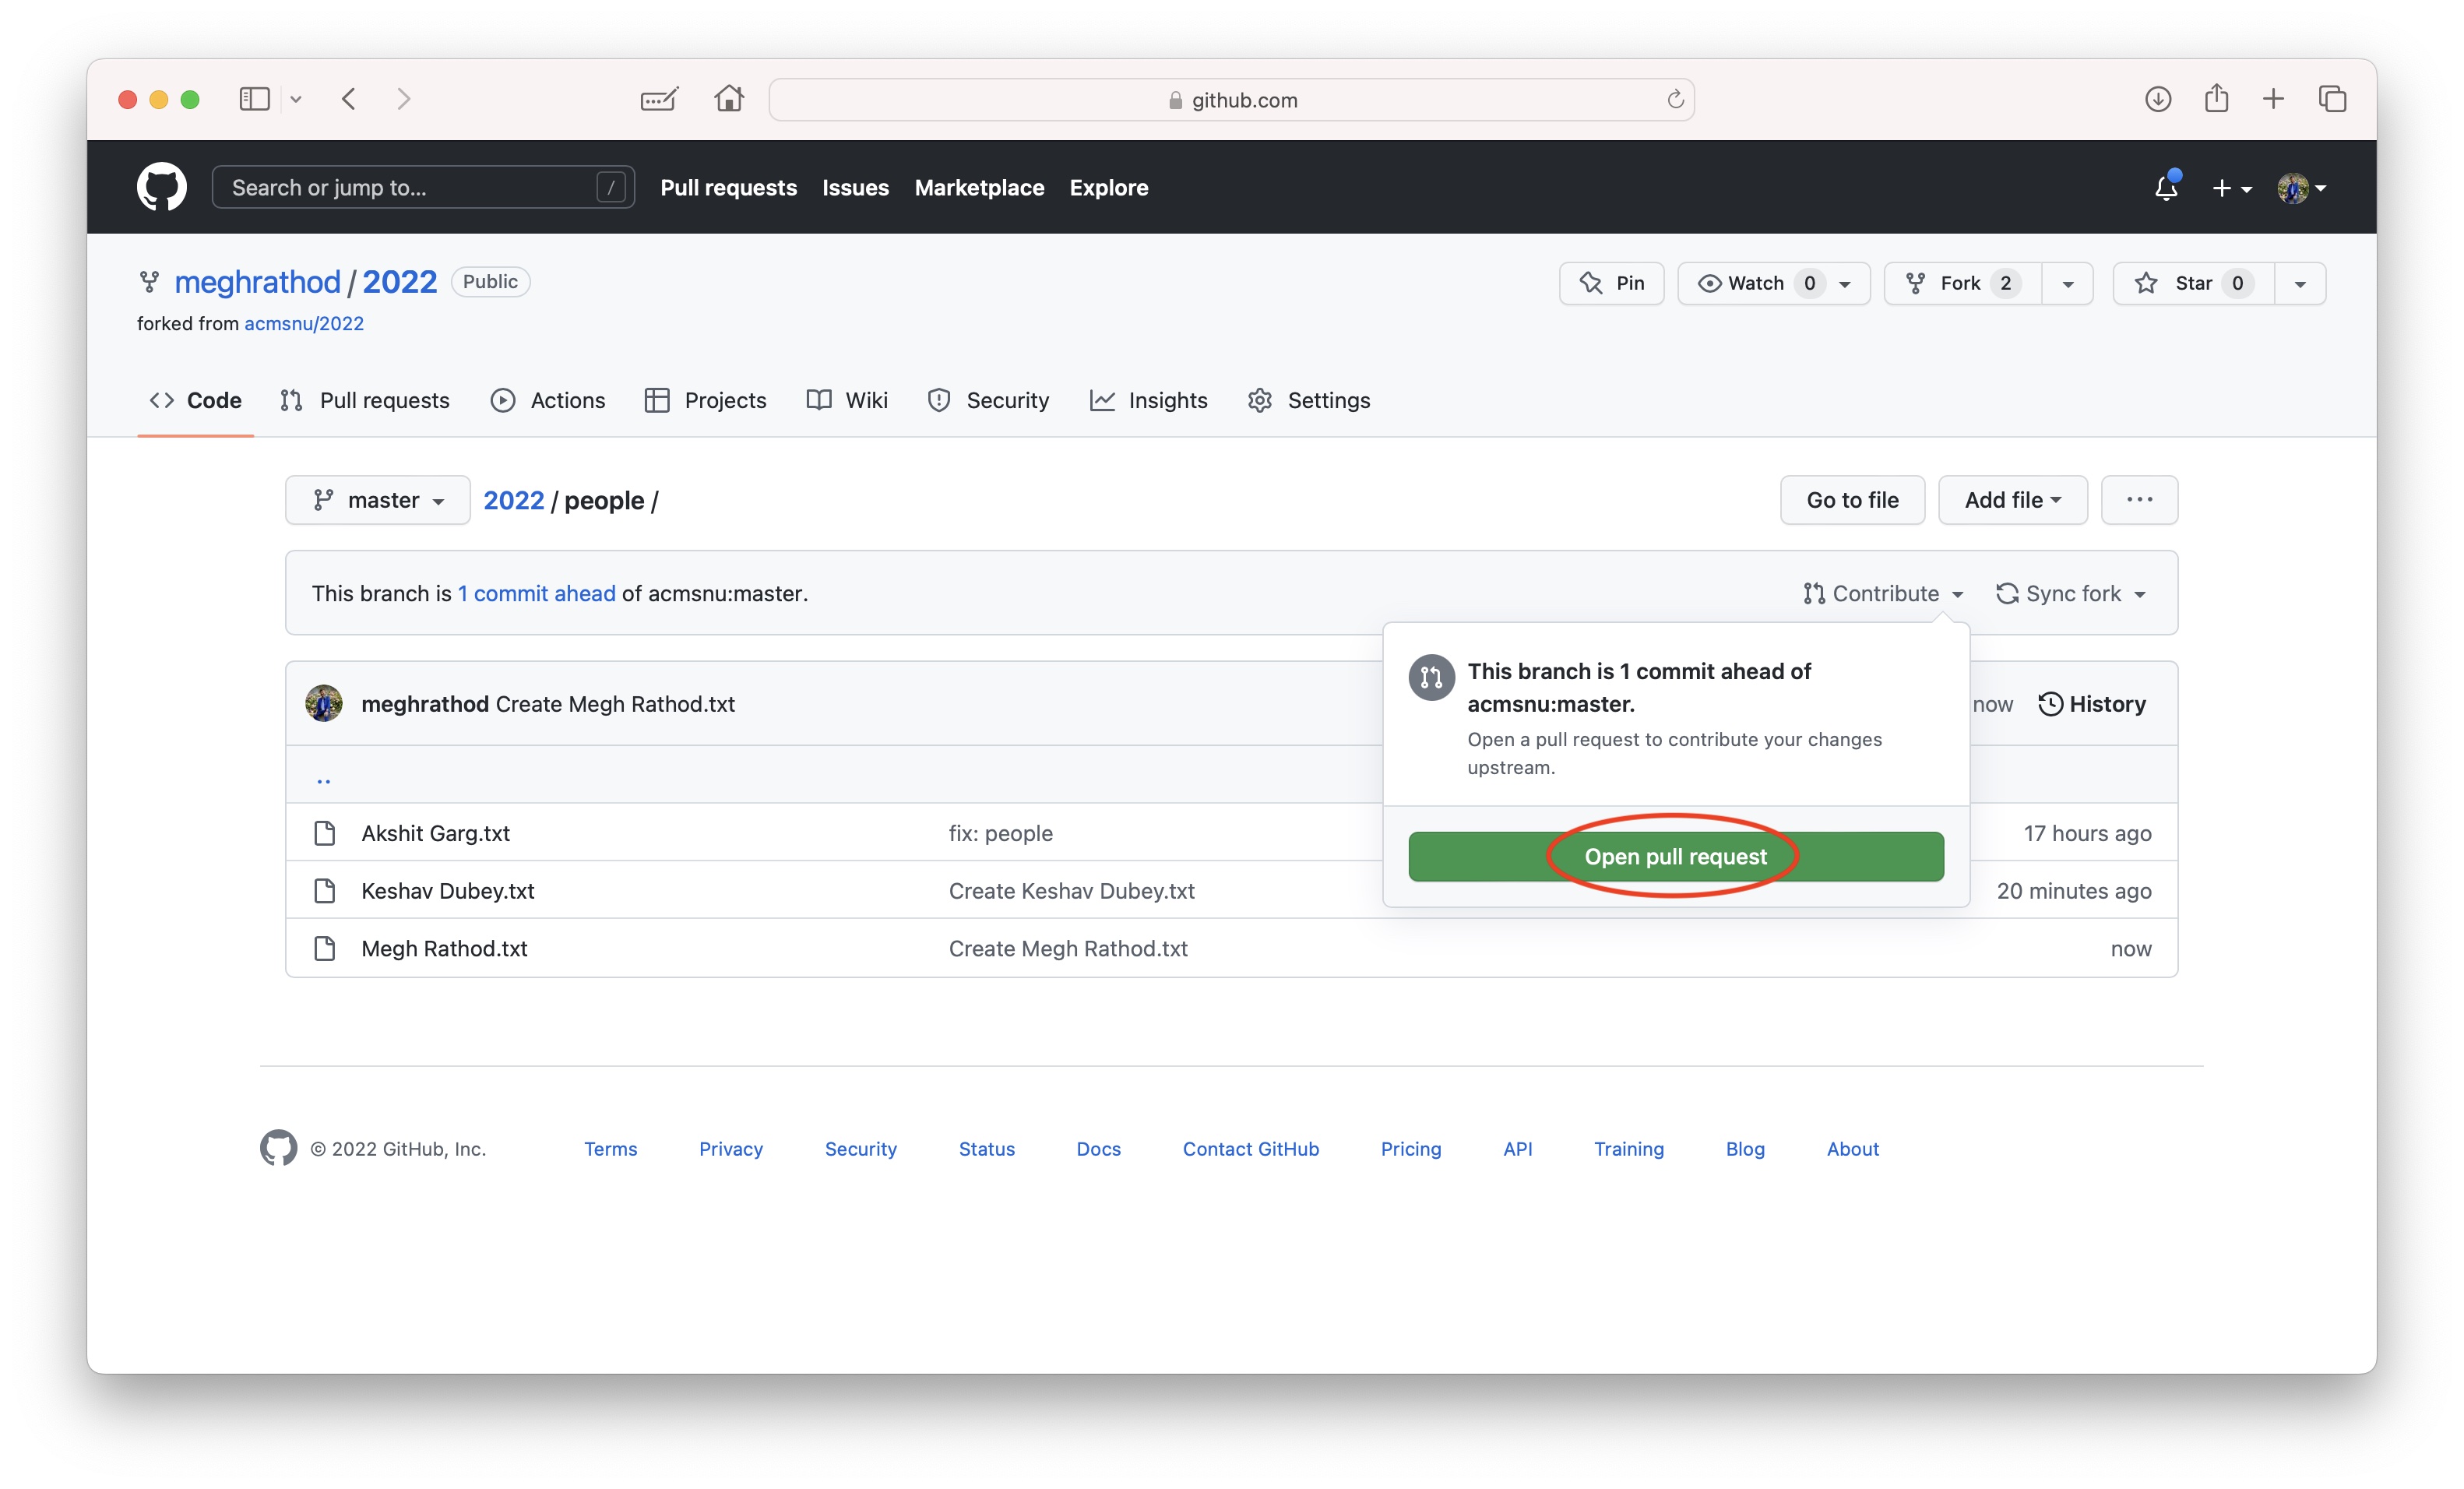 github.com
Search or jump to... / Pull requests Issues Marketplace Explore
meghrathod / 2022 Public
Pin Watch 0 Fork 2 Star 0
forked from acmsnu/2022
Code Pull requests Actions Projects Wiki Security Insights Settings
master 2022 / people / Go to file Add file ...
This branch is 1 commit ahead of acmsnu:master. Contribute Sync fork
This branch is 1 commit ahead of
acmsnu:master.
Open a pull request to contribute your changes
upstream.
Open pull request
meghrathod Create Megh Rathod.txt now History
..
Akshit Garg.txt fix: people 17 hours ago
Keshav Dubey.txt Create Keshav Dubey.txt 20 minutes ago
Megh Rathod.txt Create Megh Rathod.txt now
© 2022 GitHub, Inc. Terms Privacy Security Status Docs Contact GitHub Pricing API Training Blog About